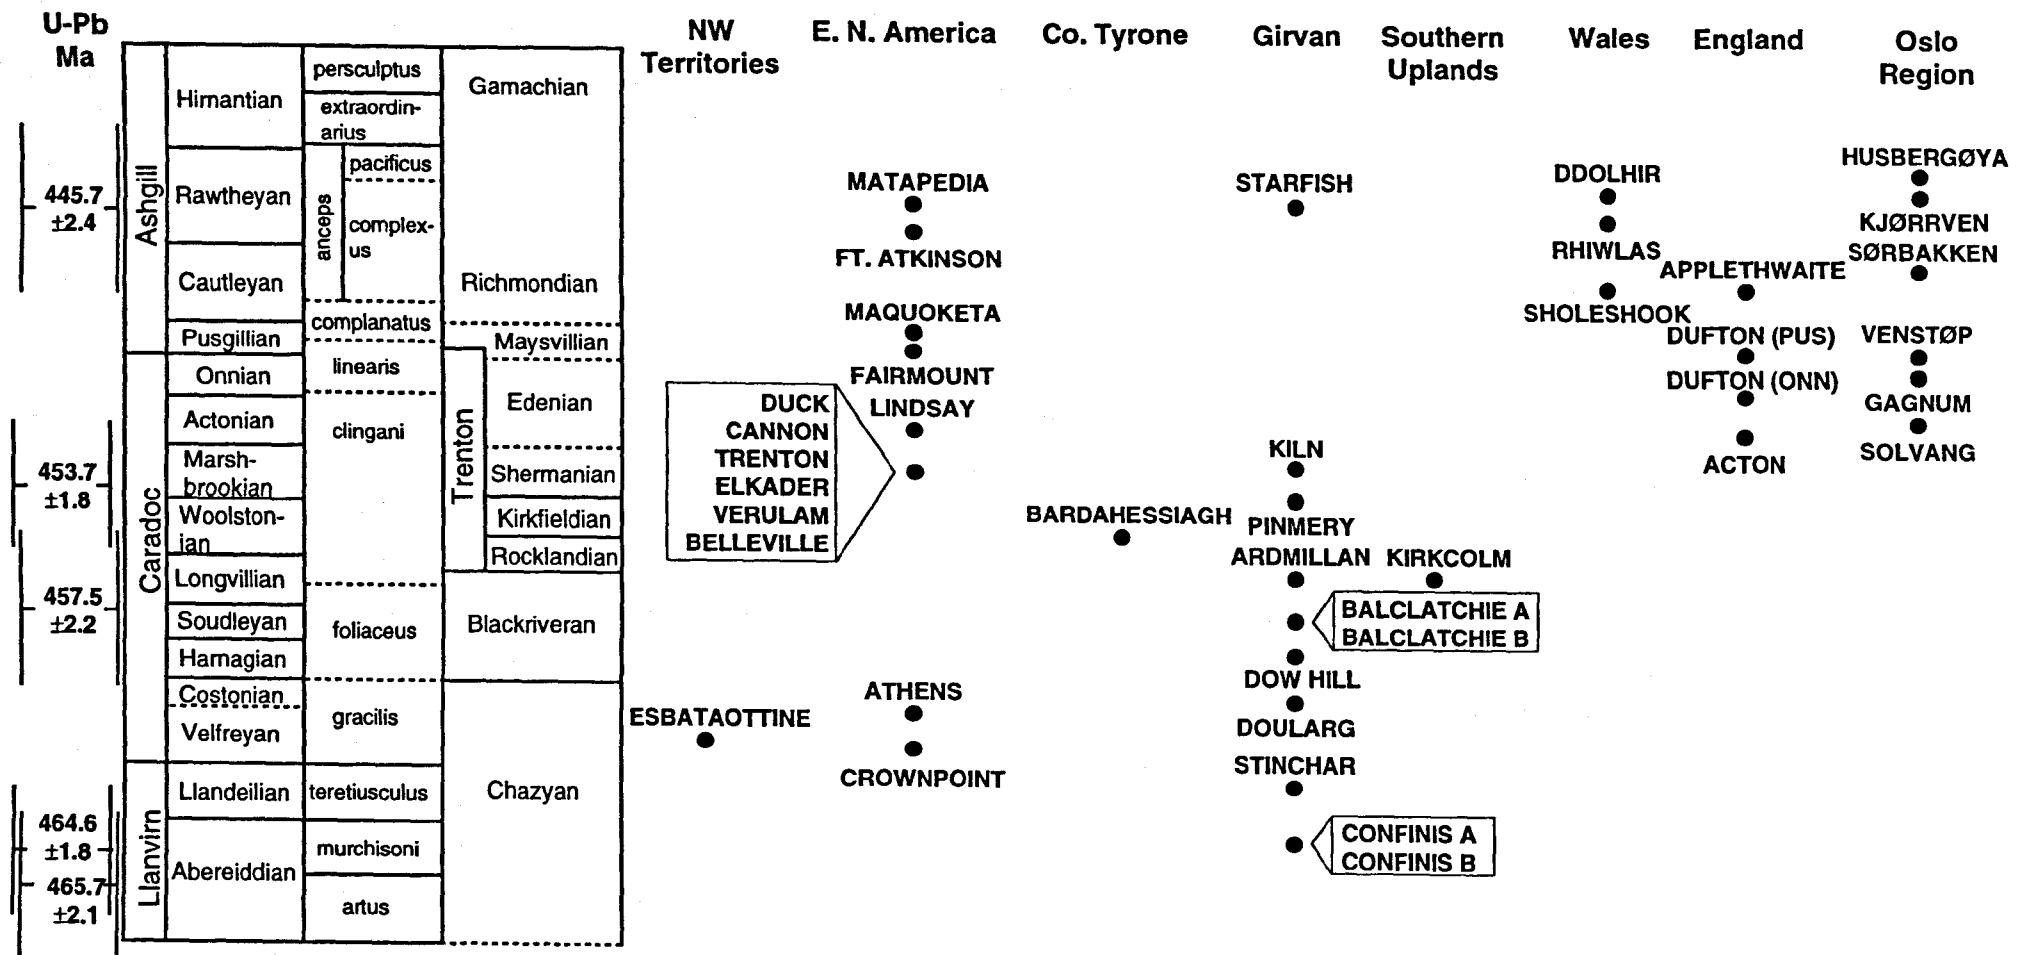 U-Pb
Ma
NW
Territories
E. N. America
Co. Tyrone
Girvan
Southern
Uplands
Wales
England
Oslo
Region
445.7
±2.4
453.7
±1.8
457.5
±2.2
464.6
±1.8
465.7
±2.1
Ashgill
Caradoc
Llanvirn
Hirnantian
Rawtheyan
Cautleyan
Pusgillian
Onnian
Actonian
Marsh-
brookian
Woolston-
ian
Longvillian
Soudleyan
Harnagian
Costonian
Velfreyan
Llandeilian
Abereiddian
persculptus
extraordin-
arius
anceps
pacificus
complex-
us
complanatus
linearis
clingani
foliaceus
gracilis
teretiusculus
murchisoni
artus
Gamachian
Richmondian
Trenton
Maysvillian
Edenian
Shermanian
Kirkfieldian
Rocklandian
Blackriveran
Chazyan
ESBATAOTTINE
MATAPEDIA
FT. ATKINSON
MAQUOKETA
FAIRMOUNT
LINDSAY
DUCK
CANNON
TRENTON
ELKADER
VERULAM
BELLEVILLE
ATHENS
CROWNPOINT
BARDAHESSIAGH
STARFISH
KILN
PINMERY
ARDMILLAN
BALCLATCHIE A
BALCLATCHIE B
DOW HILL
DOULARG
STINCHAR
CONFINIS A
CONFINIS B
KIRKCOLM
DDOLHIR
RHIWLAS
SHOLESHOOK
APPLETHWAITE
DUFTON (PUS)
DUFTON (ONN)
ACTON
HUSBERGØYA
KJØRRVEN
SØRBAKKEN
VENSTØP
GAGNUM
SOLVANG